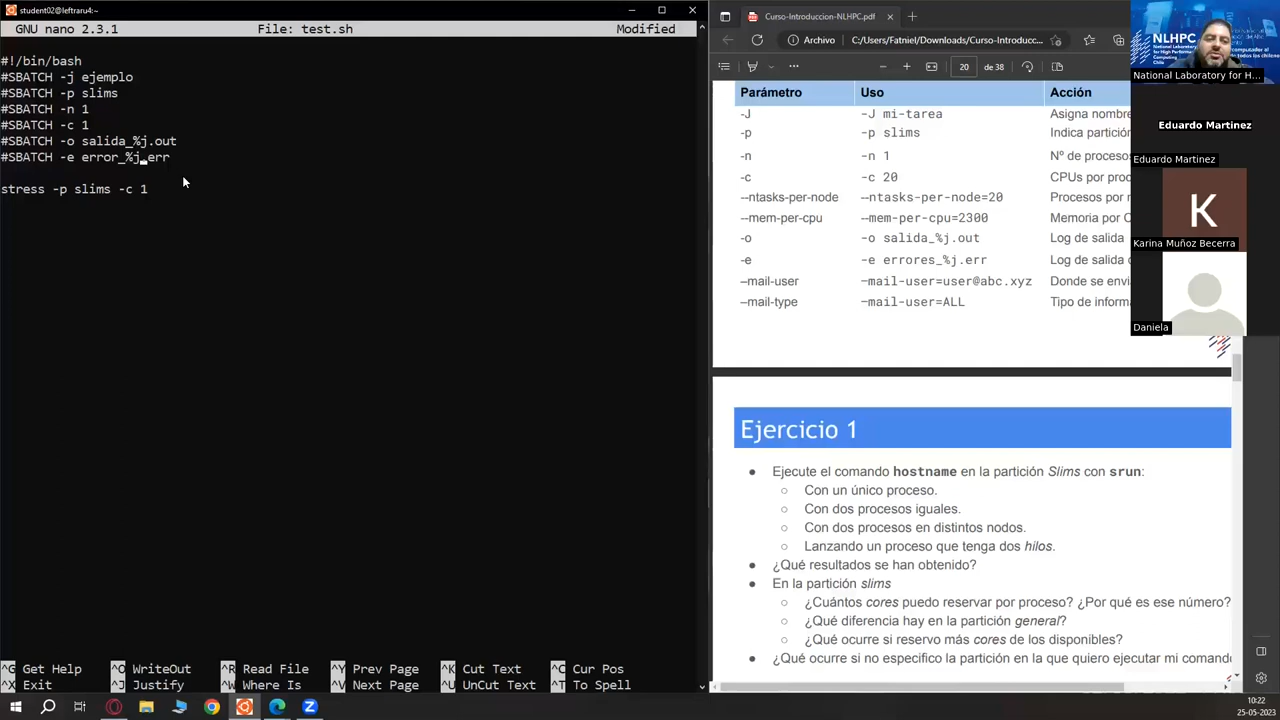 student02@leftraru4:~
GNU nano 2.3.1 File: test.sh Modified
#!/bin/bash
#SBATCH -j ejemplo
#SBATCH -p slims
#SBATCH -n 1
#SBATCH -c 1
#SBATCH -o salida_%j.out
#SBATCH -e error_%j.err
stress -p slims -c 1
^G Get Help ^O WriteOut ^R Read File ^Y Prev Page ^K Cut Text ^C Cur Pos
^X Exit ^J Justify ^W Where Is ^V Next Page ^U UnCut Text ^T To Spell
Curso-Introduccion-NLHPC.pdf
Archivo C:/Users/Fatniel/Downloads/Curso-Introducc...
20 de 38
Parámetro Uso Acción
-J -J mi-tarea Asigna nombre
-p -p slims Indica partición
-n -n 1 Nº de procesos
-c -c 20 CPUs por proc
--ntasks-per-node --ntasks-per-node=20 Procesos por n
--mem-per-cpu --mem-per-cpu=2300 Memoria por C
-o -o salida_%j.out Log de salida
-e -e errores_%j.err Log de salida
–mail-user –mail-user=user@abc.xyz Donde se envi
–mail-type –mail-user=ALL Tipo de inform
Ejercicio 1
● Ejecute el comando hostname en la partición Slims con srun:
○ Con un único proceso.
○ Con dos procesos iguales.
○ Con dos procesos en distintos nodos.
○ Lanzando un proceso que tenga dos hilos.
● ¿Qué resultados se han obtenido?
● En la partición slims
○ ¿Cuántos cores puedo reservar por proceso? ¿Por qué es ese número?
○ ¿Qué diferencia hay en la partición general?
○ ¿Qué ocurre si reservo más cores de los disponibles?
● ¿Qué ocurre si no especifico la partición en la que quiero ejecutar mi comand
NLHPC
National Laboratory for H...
Eduardo Martinez
Eduardo Martinez
K
Karina Muñoz Becerra
Daniela
10:22
25-05-2023